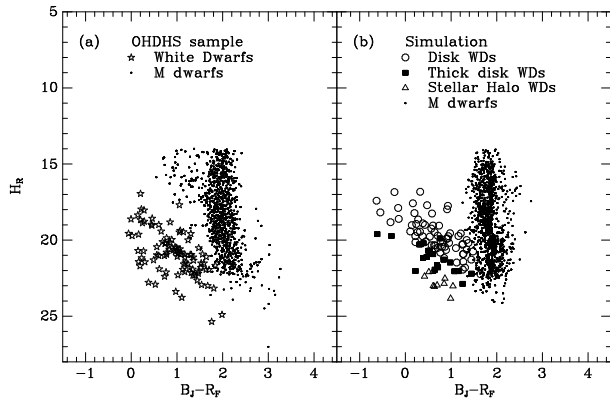 (a) OHDHS sample
White Dwarfs
M dwarfs
(b) Simulation
Disk WDs
Thick disk WDs
Stellar Halo WDs
M dwarfs
5
10
15
20
25
H_R
−1 0 1 2 3 4
−1 0 1 2 3 4
B_J−R_F
B_J−R_F